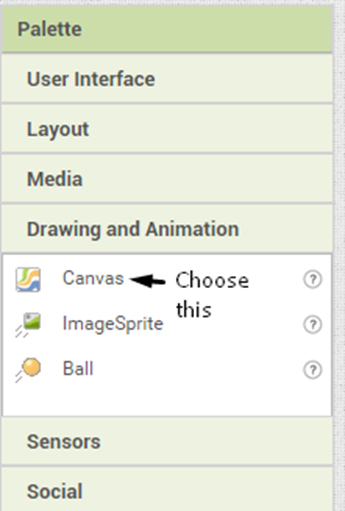 Palette
User Interface
Layout
Media
Drawing and Animation
Canvas
Choose
this
?
ImageSprite
?
Ball
?
Sensors
Social